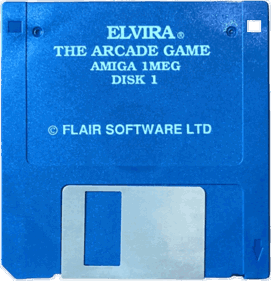 ELVIRA®
THE ARCADE GAME
AMIGA 1MEG
DISK 1
© FLAIR SOFTWARE LTD